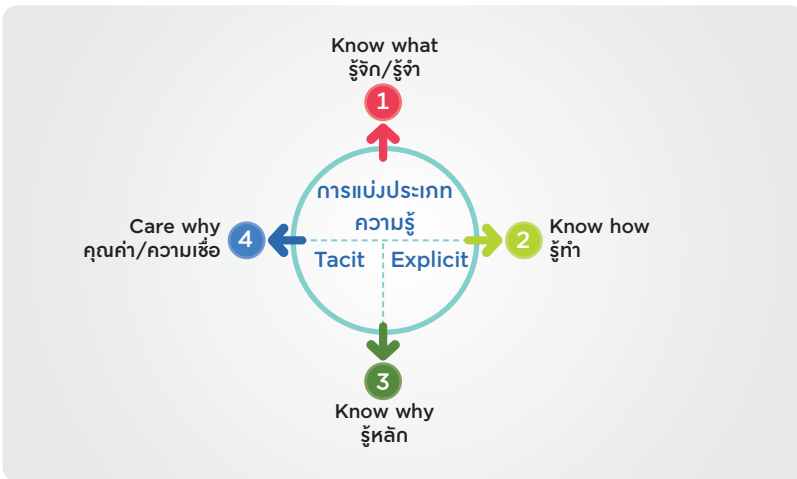 Know what
รู้จัก/รู้จำ
1
การแบ่งประเภท
ความรู้
Care why
คุณค่า/ความเชื่อ
4
2
Know how
รู้ทำ
Tacit
Explicit
3
Know why
รู้หลัก